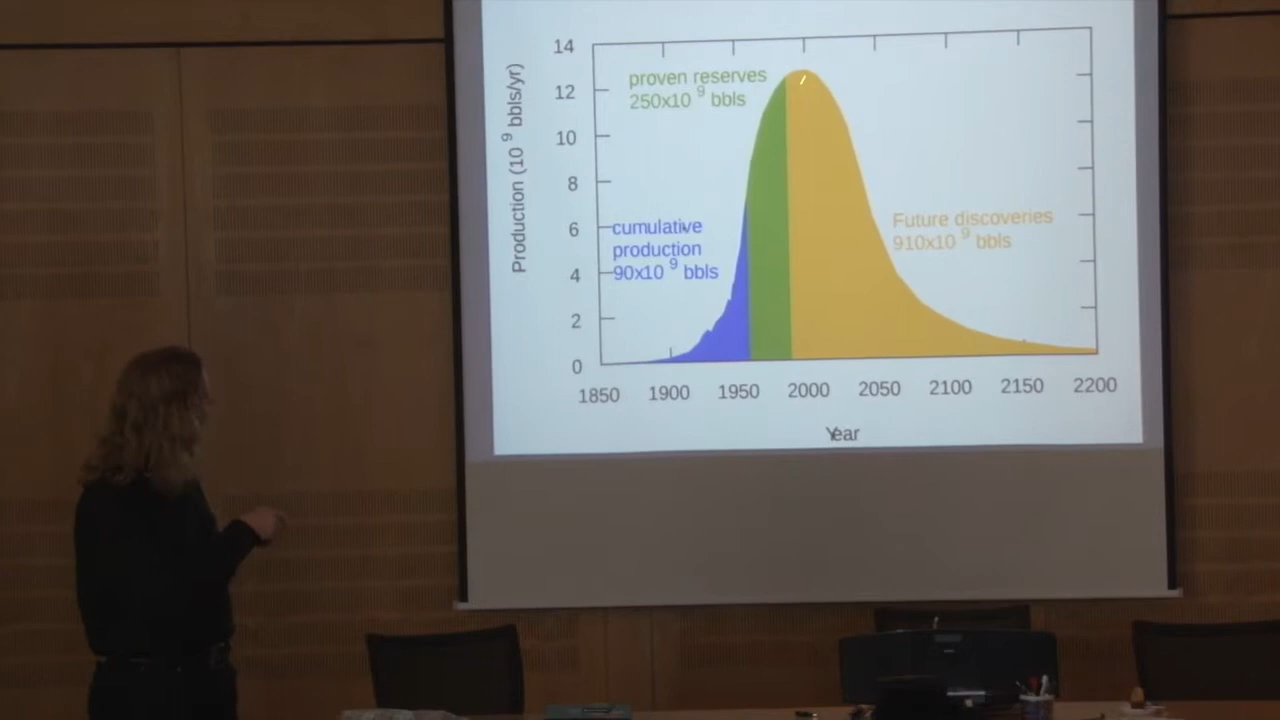 14
12
10
8
6
4
2
0
Production (10 9 bbls/yr)
proven reserves
250x10 9 bbls
cumulative
production
90x10 9 bbls
Future discoveries
910x10 9 bbls
1850 1900 1950 2000 2050 2100 2150 2200
Year